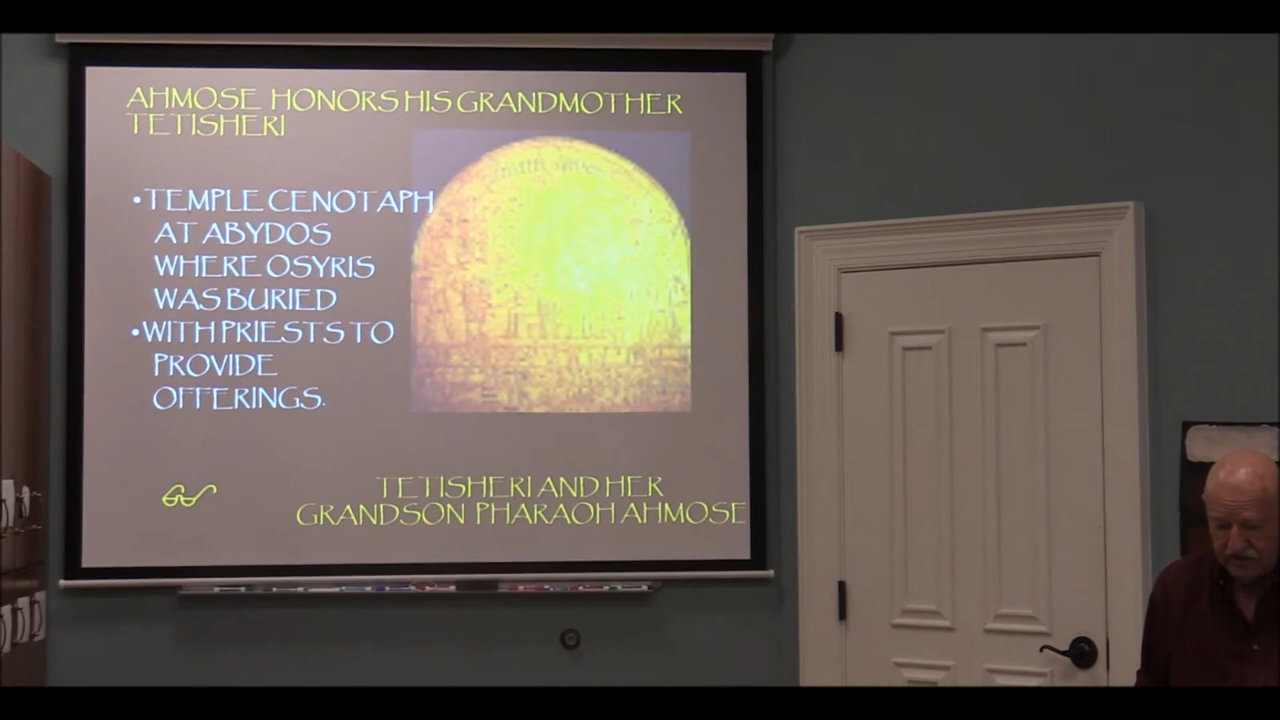 AHMOSE HONORS HIS GRANDMOTHER
TETISHERI
•TEMPLE CENOTAPH
AT ABYDOS
WHERE OSYRIS
WAS BURIED
•WITH PRIESTS TO
PROVIDE
OFFERINGS.
TETISHERI AND HER
GRANDSON PHARAOH AHMOSE